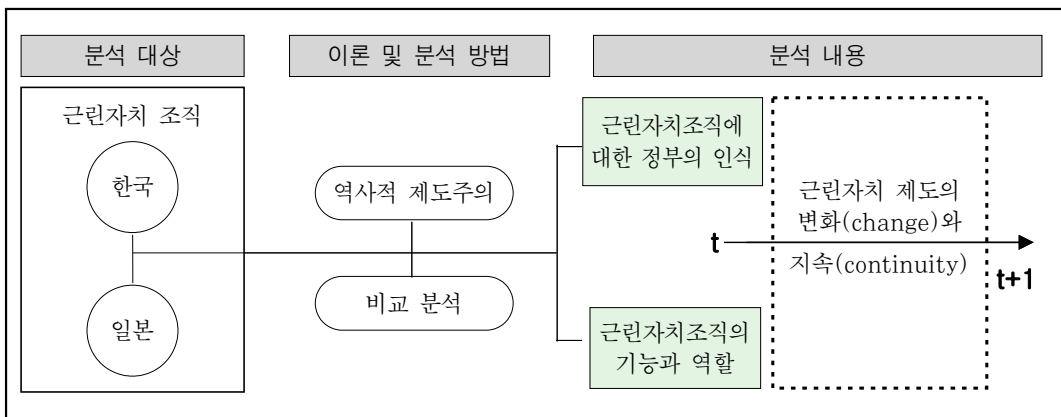 분석 대상
이론 및 분석 방법
분석 내용
근린자치 조직
한국
일본
역사적 제도주의
비교 분석
근린자치조직에
대한 정부의 인식
근린자치조직의
기능과 역할
t
근린자치 제도의
변화(change)와
지속(continuity)
t+1